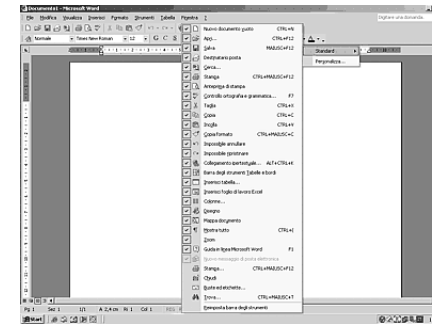 Documento1 - Microsoft Word
File Modifica Visualizza Inserisci Formato Strumenti Tabella Finestra ?
Digitare una domanda.
Normale Times New Roman 12 G C S
Nuovo documento vuoto CTRL+N
Apri... CTRL+F12
Salva MAIUSC+F12
Destinatario posta
Cerca...
Stampa CTRL+MAIUSC+F12
Anteprima di stampa
Controllo ortografia e grammatica... F7
Taglia CTRL+X
Copia CTRL+C
Incolla CTRL+V
Copia formato CTRL+MAIUSC+C
Impossibile annullare
Impossibile ripristinare
Collegamento ipertestuale... ALT+CTRL+K
Barra degli strumenti Tabelle e bordi
Inserisci tabella...
Inserisci foglio di lavoro Excel
Colonne...
Disegno
Mappa documento
Mostra tutto
Zoom
Guida in linea Microsoft Word F1
Nuovo messaggio di posta elettronica
Stampa... CTRL+MAIUSC+F12
Chiudi
Buste ed etichette...
Trova... CTRL+MAIUSC+T
Reimposta barra degli strumenti
Standard
Personalizza...
Pg 1 Sez 1 1/1 A 2,4 cm Ri 1 Col 1
Start